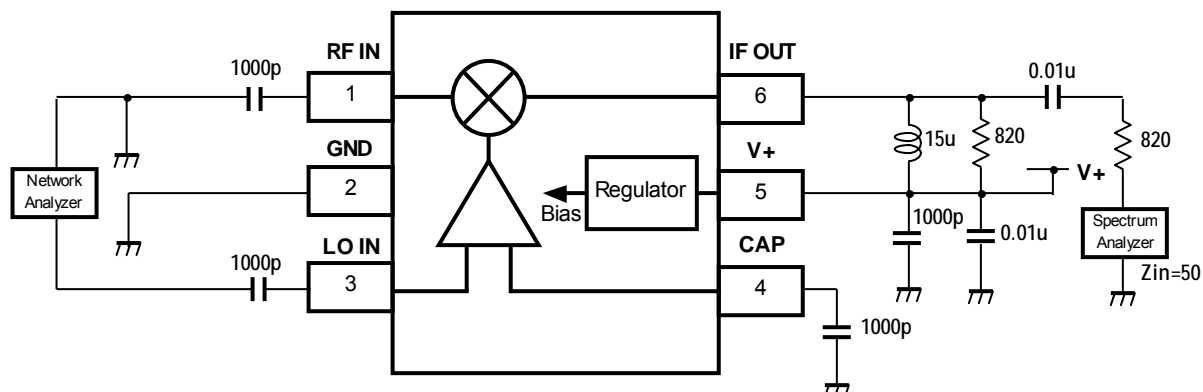 RF IN
IF OUT
1000p
0.01u
1
6
15u
820
820
GND
V+
V+
Network
Analyzer
2
Regulator
5
Bias
1000p
0.01u
Spectrum
Analyzer
LO IN
CAP
1000p
Zin=50
3
4
1000p